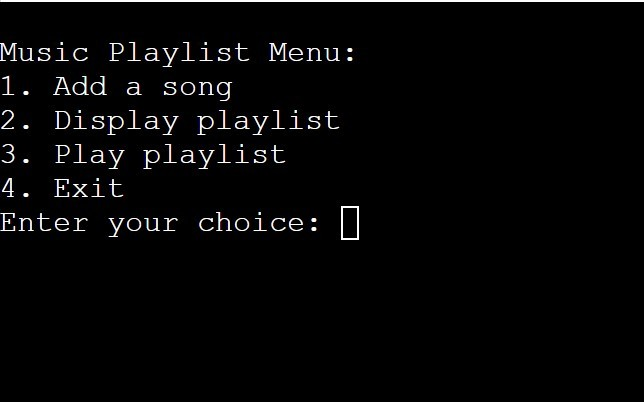 Music Playlist Menu:
1. Add a song
2. Display playlist
3. Play playlist
4. Exit
Enter your choice: